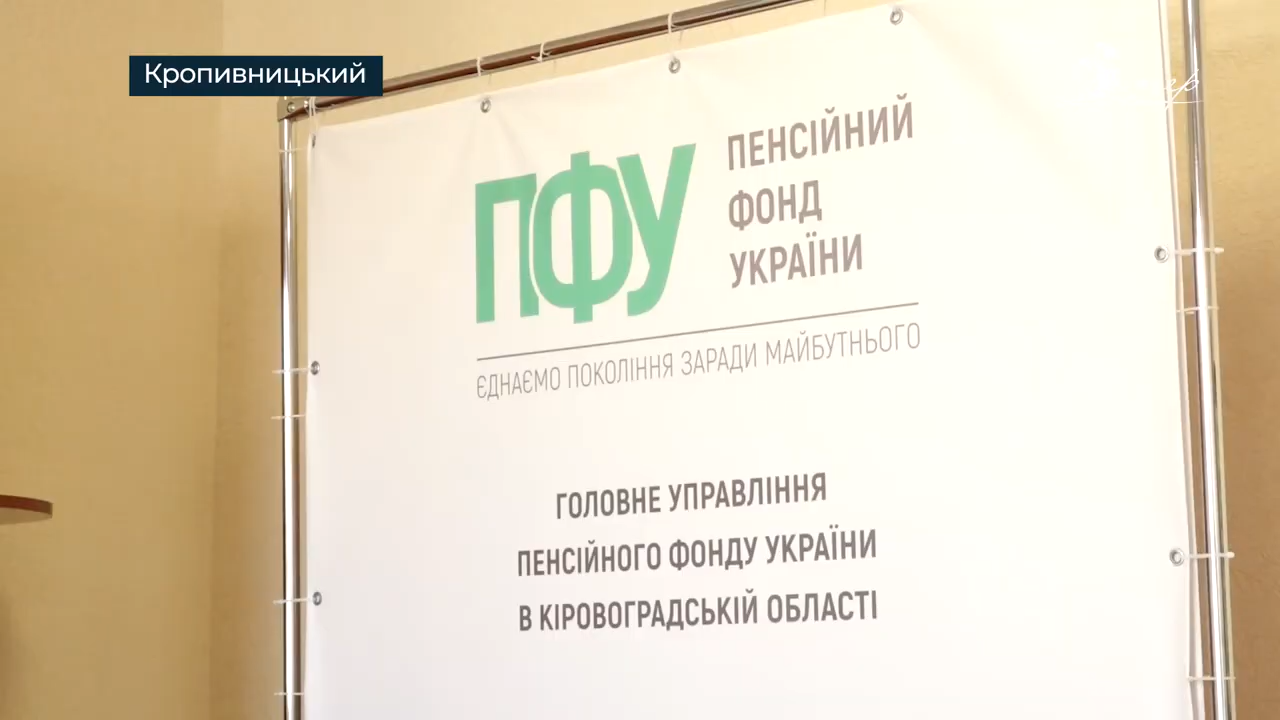 Кропивницький
ПФУ
ПЕНСІЙНИЙ
ФОНД
УКРАЇНИ
ЄДНАЄМО ПОКОЛІННЯ ЗАРАДИ МАЙБУТНЬОГО
ГОЛОВНЕ УПРАВЛІННЯ
ПЕНСІЙНОГО ФОНДУ УКРАЇНИ
В КІРОВОГРАДСЬКІЙ ОБЛАСТІ